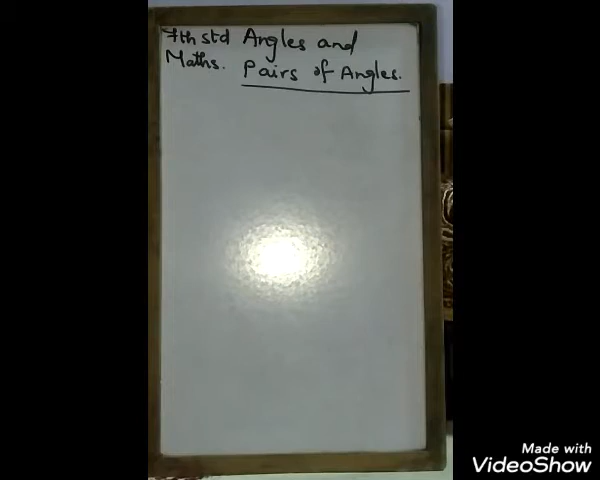 7th std Angles and
Maths. Pairs of Angles.
Made with
VideoShow